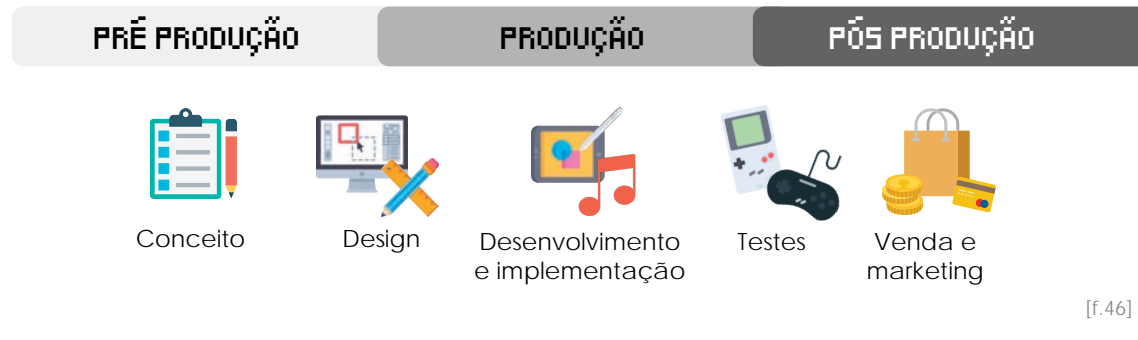 PRÉ PRODUÇÃO
PRODUÇÃO
PÓS PRODUÇÃO
Conceito
Design
Desenvolvimento
e implementação
Testes
Venda e
marketing
[f.46]